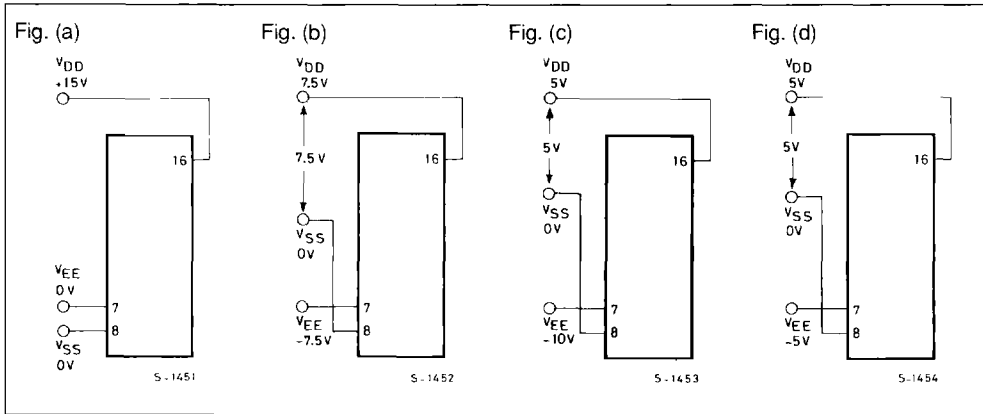 Fig. (a)
VDD
+15V
16
VEE
0V
7
8
VSS
0V
S-1451
Fig. (b)
VDD
7.5V
7.5V
16
VSS
0V
7
VEE
8
-7.5V
S-1452
Fig. (c)
VDD
5V
5V
16
VSS
0V
7
VEE
8
-10V
S-1453
Fig. (d)
VDD
5V
5V
16
VSS
0V
7
VEE
8
-5V
S-1454